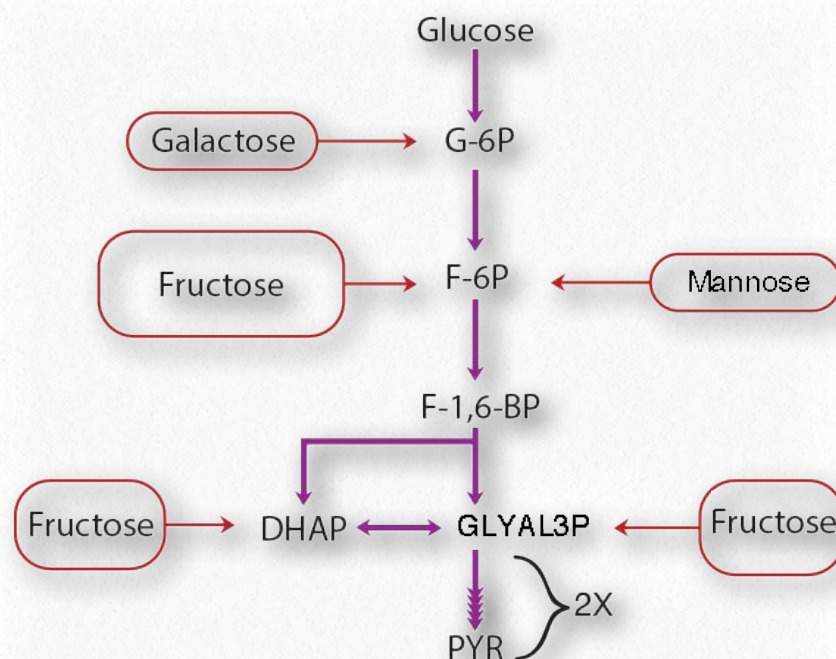 Glucose
Galactose
G-6P
Fructose
F-6P
Mannose
F-1,6-BP
Fructose
DHAP
GLYAL3P
Fructose
2X
PYR